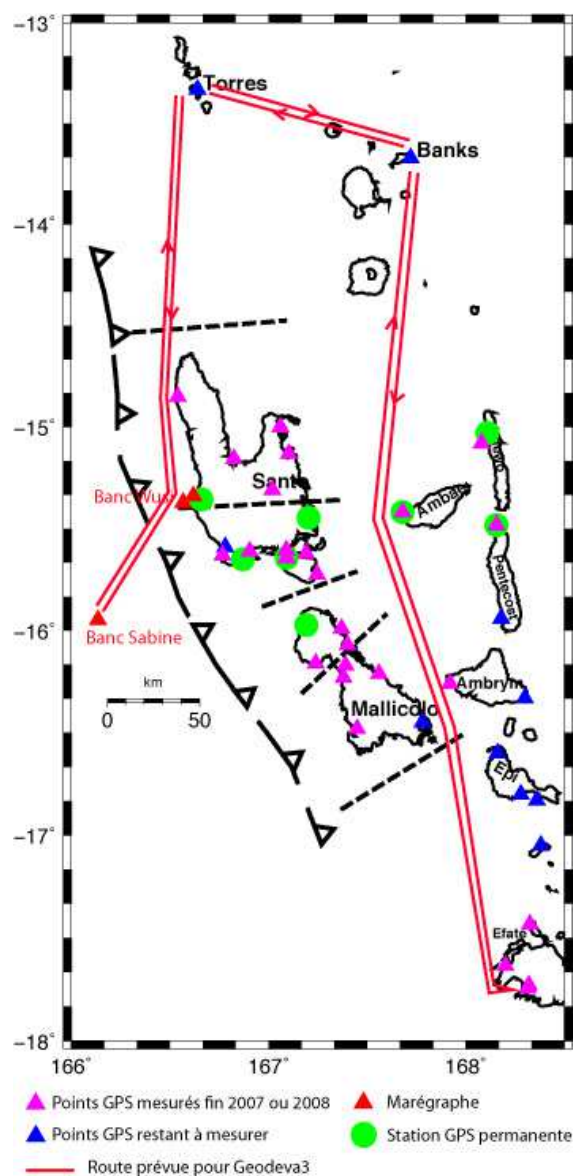 -13°
Torres
Banks
-14°
D
-15°
Santo
Banc Wusi
Ambae
Pentecost
Banc Sabine
-16°
km
0 50
Ambrym
Mallicolo
Epi
-17°
Efate
-18°
166° 167° 168°
Points GPS mesurés fin 2007 ou 2008
Marégraphe
Points GPS restant à mesurer
Station GPS permanente
Route prévue pour Geodeva3